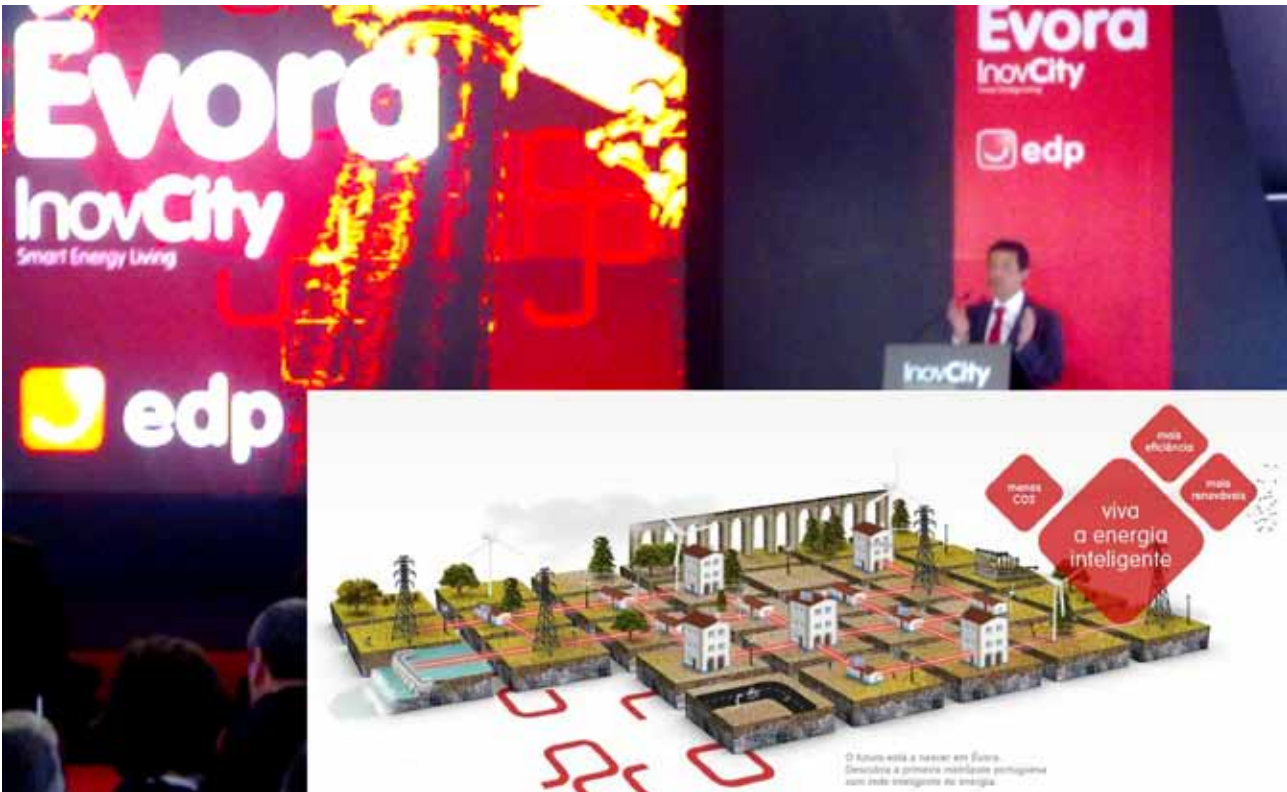 Évora
InovCity
Smart Energy Living
edp
Évora
InovCity
edp
InovCity
mais
eficiência
menos
CO2
mais
renováveis
viva
a energia
inteligente
O futuro está a nascer em Évora.
Descubra a primeira metrópole portuguesa
com rede inteligente de energia.